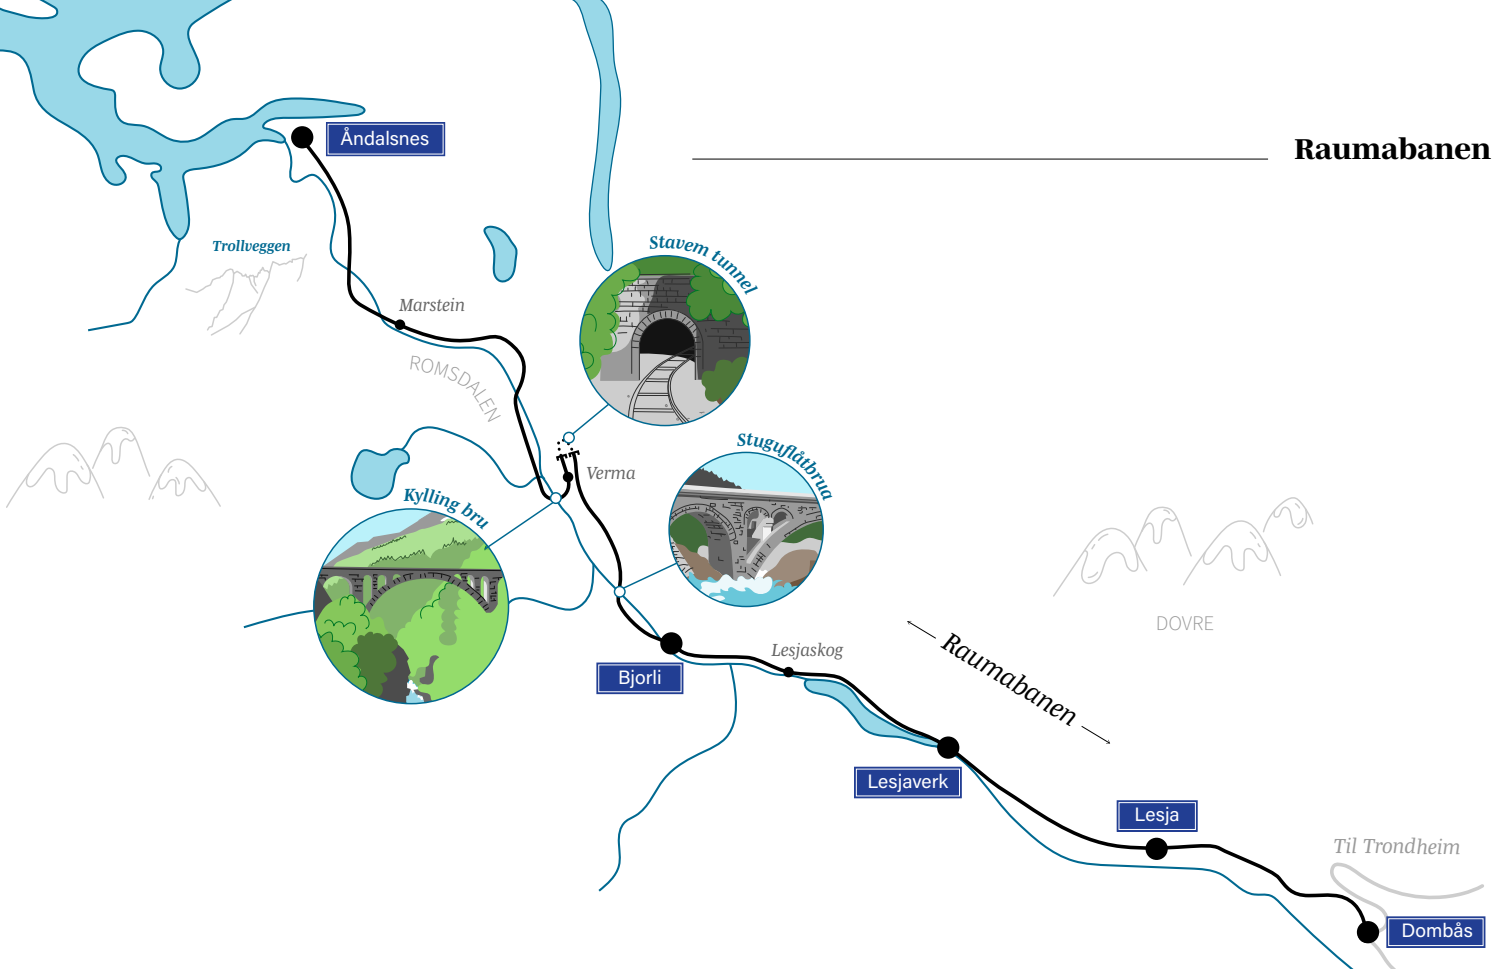 Raumabanen
Åndalsnes
Trollveggen
Stavem tunnel
Marstein
ROMSDALEN
Stuguflåtbrua
Verma
Kylling bru
DOVRE
Raumabanen
Lesjaskog
Bjorli
Lesjaverk
Lesja
Til Trondheim
Dombås